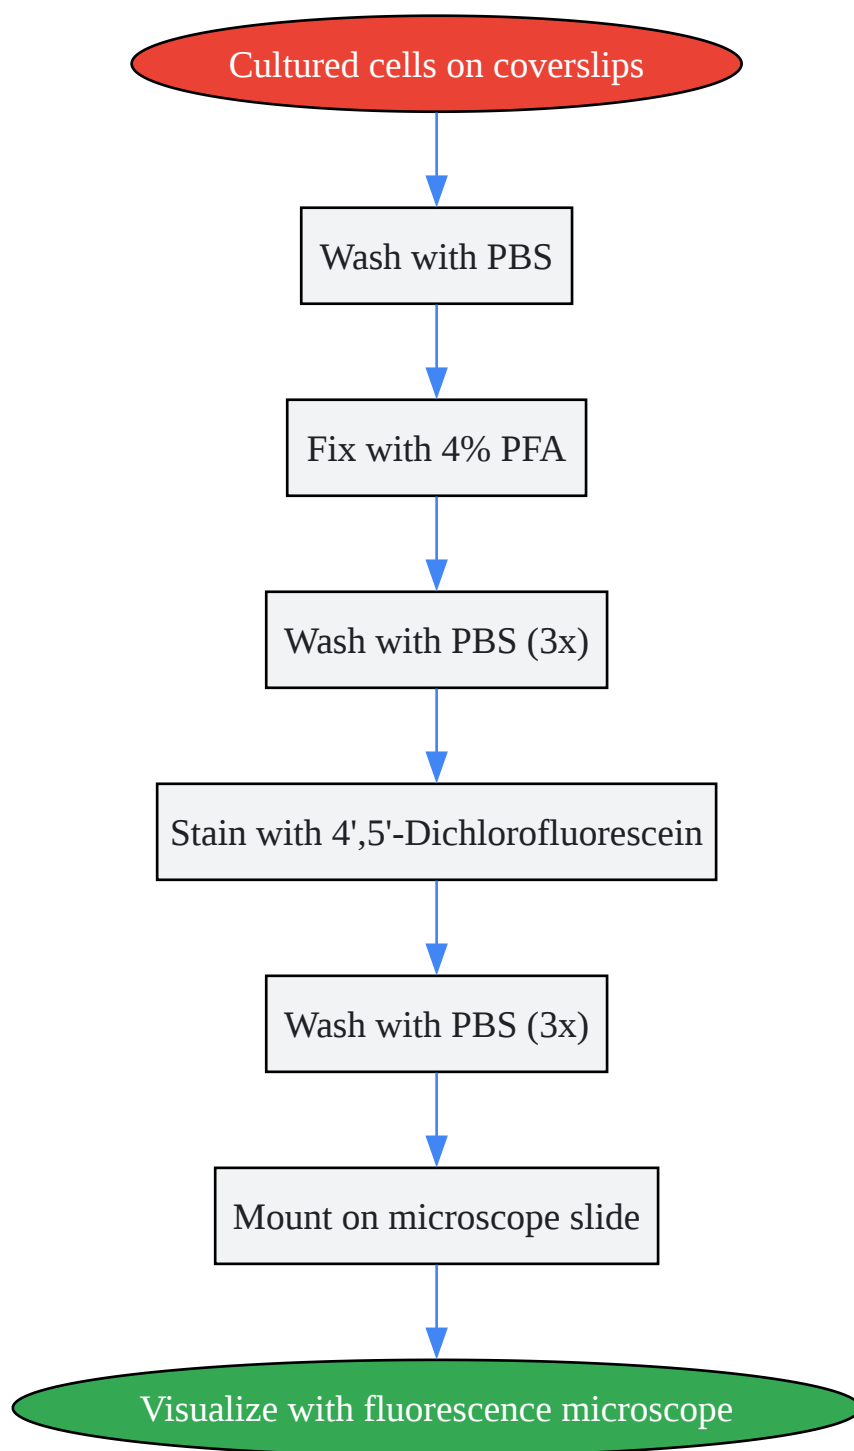 Cultured cells on coverslips
Wash with PBS
Fix with 4% PFA
Wash with PBS (3x)
Stain with 4',5'-Dichlorofluorescein
Wash with PBS (3x)
Mount on microscope slide
Visualize with fluorescence microscope